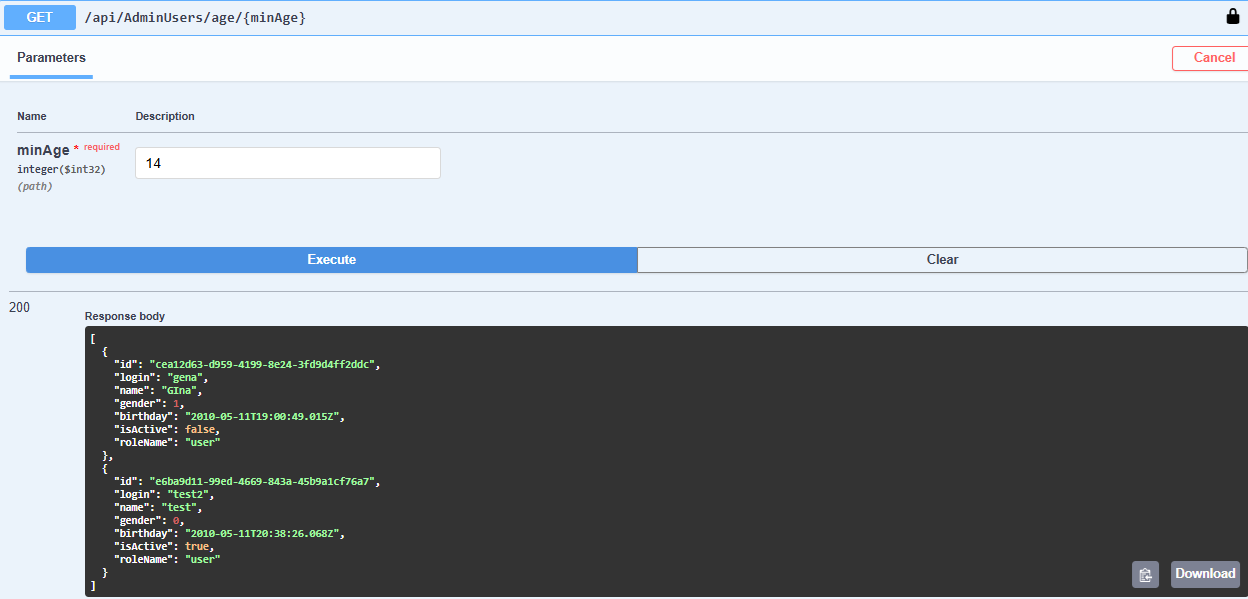 GET /api/AdminUsers/age/{minAge}
Parameters
Cancel
Name Description
minAge * required
integer($int32)
(path)
14
Execute Clear
200
Response body
[
  {
    "id": "cea12d63-d959-4199-8e24-3fd9d4ff2ddc",
    "login": "gena",
    "name": "GIna",
    "gender": 1,
    "birthday": "2010-05-11T19:00:49.015Z",
    "isActive": false,
    "roleName": "user"
  },
  {
    "id": "e6ba9d11-99ed-4669-843a-45b9a1cf76a7",
    "login": "test2",
    "name": "test",
    "gender": 0,
    "birthday": "2010-05-11T20:38:26.068Z",
    "isActive": true,
    "roleName": "user"
  }
]
Download